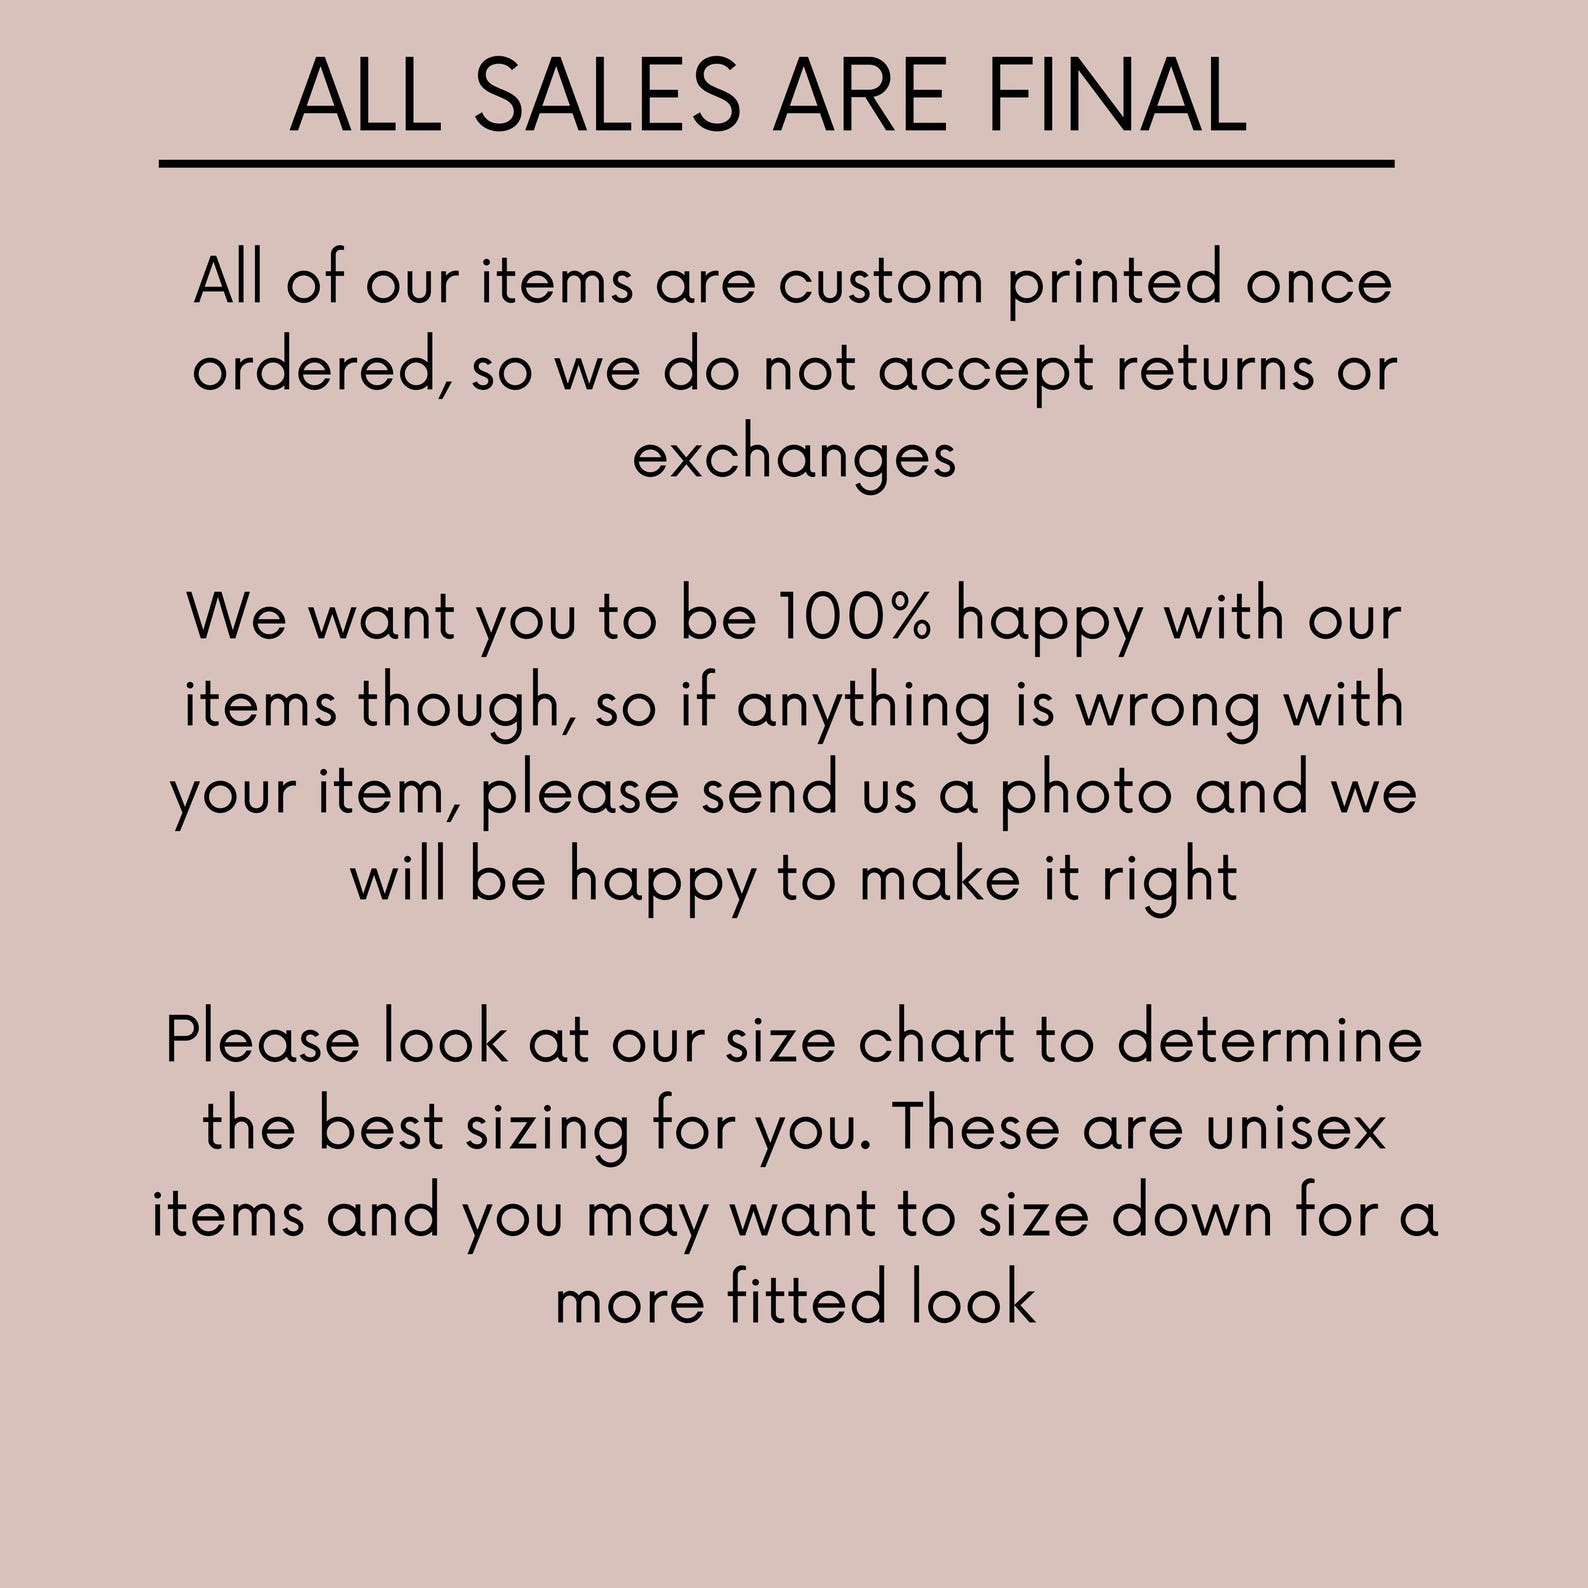 ALL SALES ARE FINAL
All of our items are custom printed once
ordered, so we do not accept returns or
exchanges
We want you to be 100% happy with our
items though, so if anything is wrong with
your item, please send us a photo and we
will be happy to make it right
Please look at our size chart to determine
the best sizing for you. These are unisex
items and you may want to size down for a
more fitted look